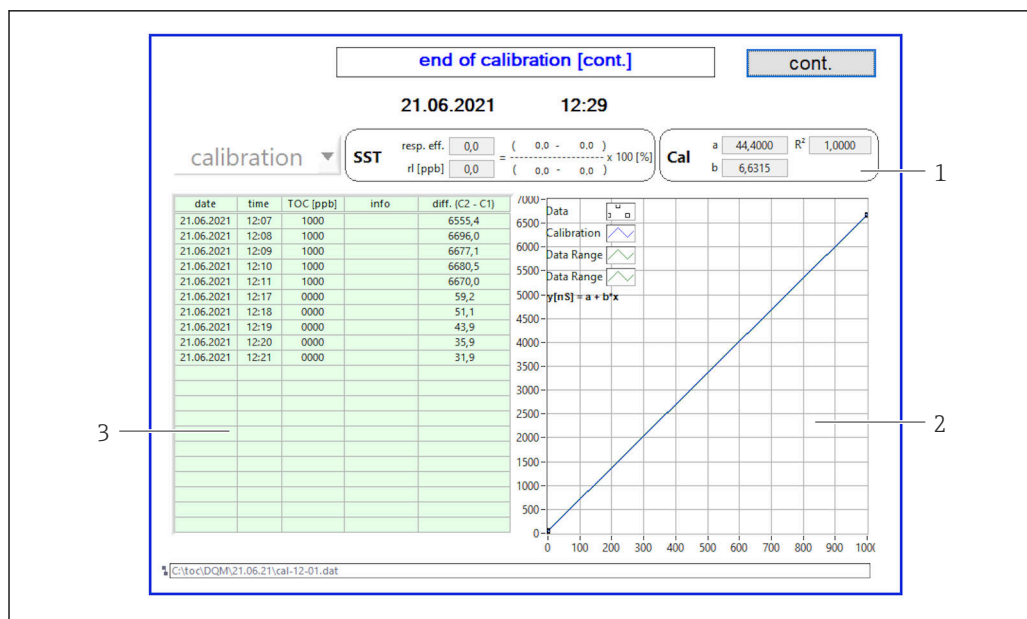 end of calibration [cont.]
cont.
21.06.2021 12:29
calibration
SST
resp. eff. 0,0 = ( 0,0 - 0,0 ) x 100 [%]
rl [ppb] 0,0 ( 0,0 - 0,0 )
Cal
a 44,4000 R² 1,0000
b 6,6315
1
date time TOC [ppb] info diff. (C2 - C1)
21.06.2021 12:07 1000 6555,4
21.06.2021 12:08 1000 6696,0
21.06.2021 12:09 1000 6677,1
21.06.2021 12:10 1000 6680,5
21.06.2021 12:11 1000 6670,0
21.06.2021 12:17 0000 59,2
21.06.2021 12:18 0000 51,1
21.06.2021 12:19 0000 43,9
21.06.2021 12:20 0000 35,9
21.06.2021 12:21 0000 31,9
3
Data
Calibration
Data Range
Data Range
y[nS] = a + b*x
7000
6500
6000
5500
5000
4500
4000
3500
3000
2500
2000
1500
1000
500
0
0 100 200 300 400 500 600 700 800 900 1000
2
C:\toc\DQM\21.06.21\cal-12-01.dat